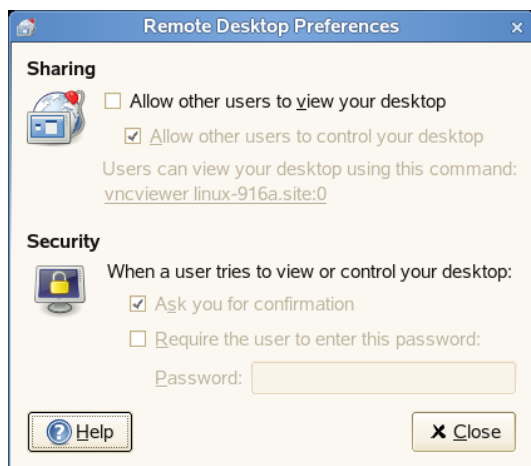 Remote Desktop Preferences
Sharing
Allow other users to view your desktop
Allow other users to control your desktop
Users can view your desktop using this command:
vncviewer linux-916a.site:0
Security
When a user tries to view or control your desktop:
Ask you for confirmation
Require the user to enter this password:
Password:
Help
Close